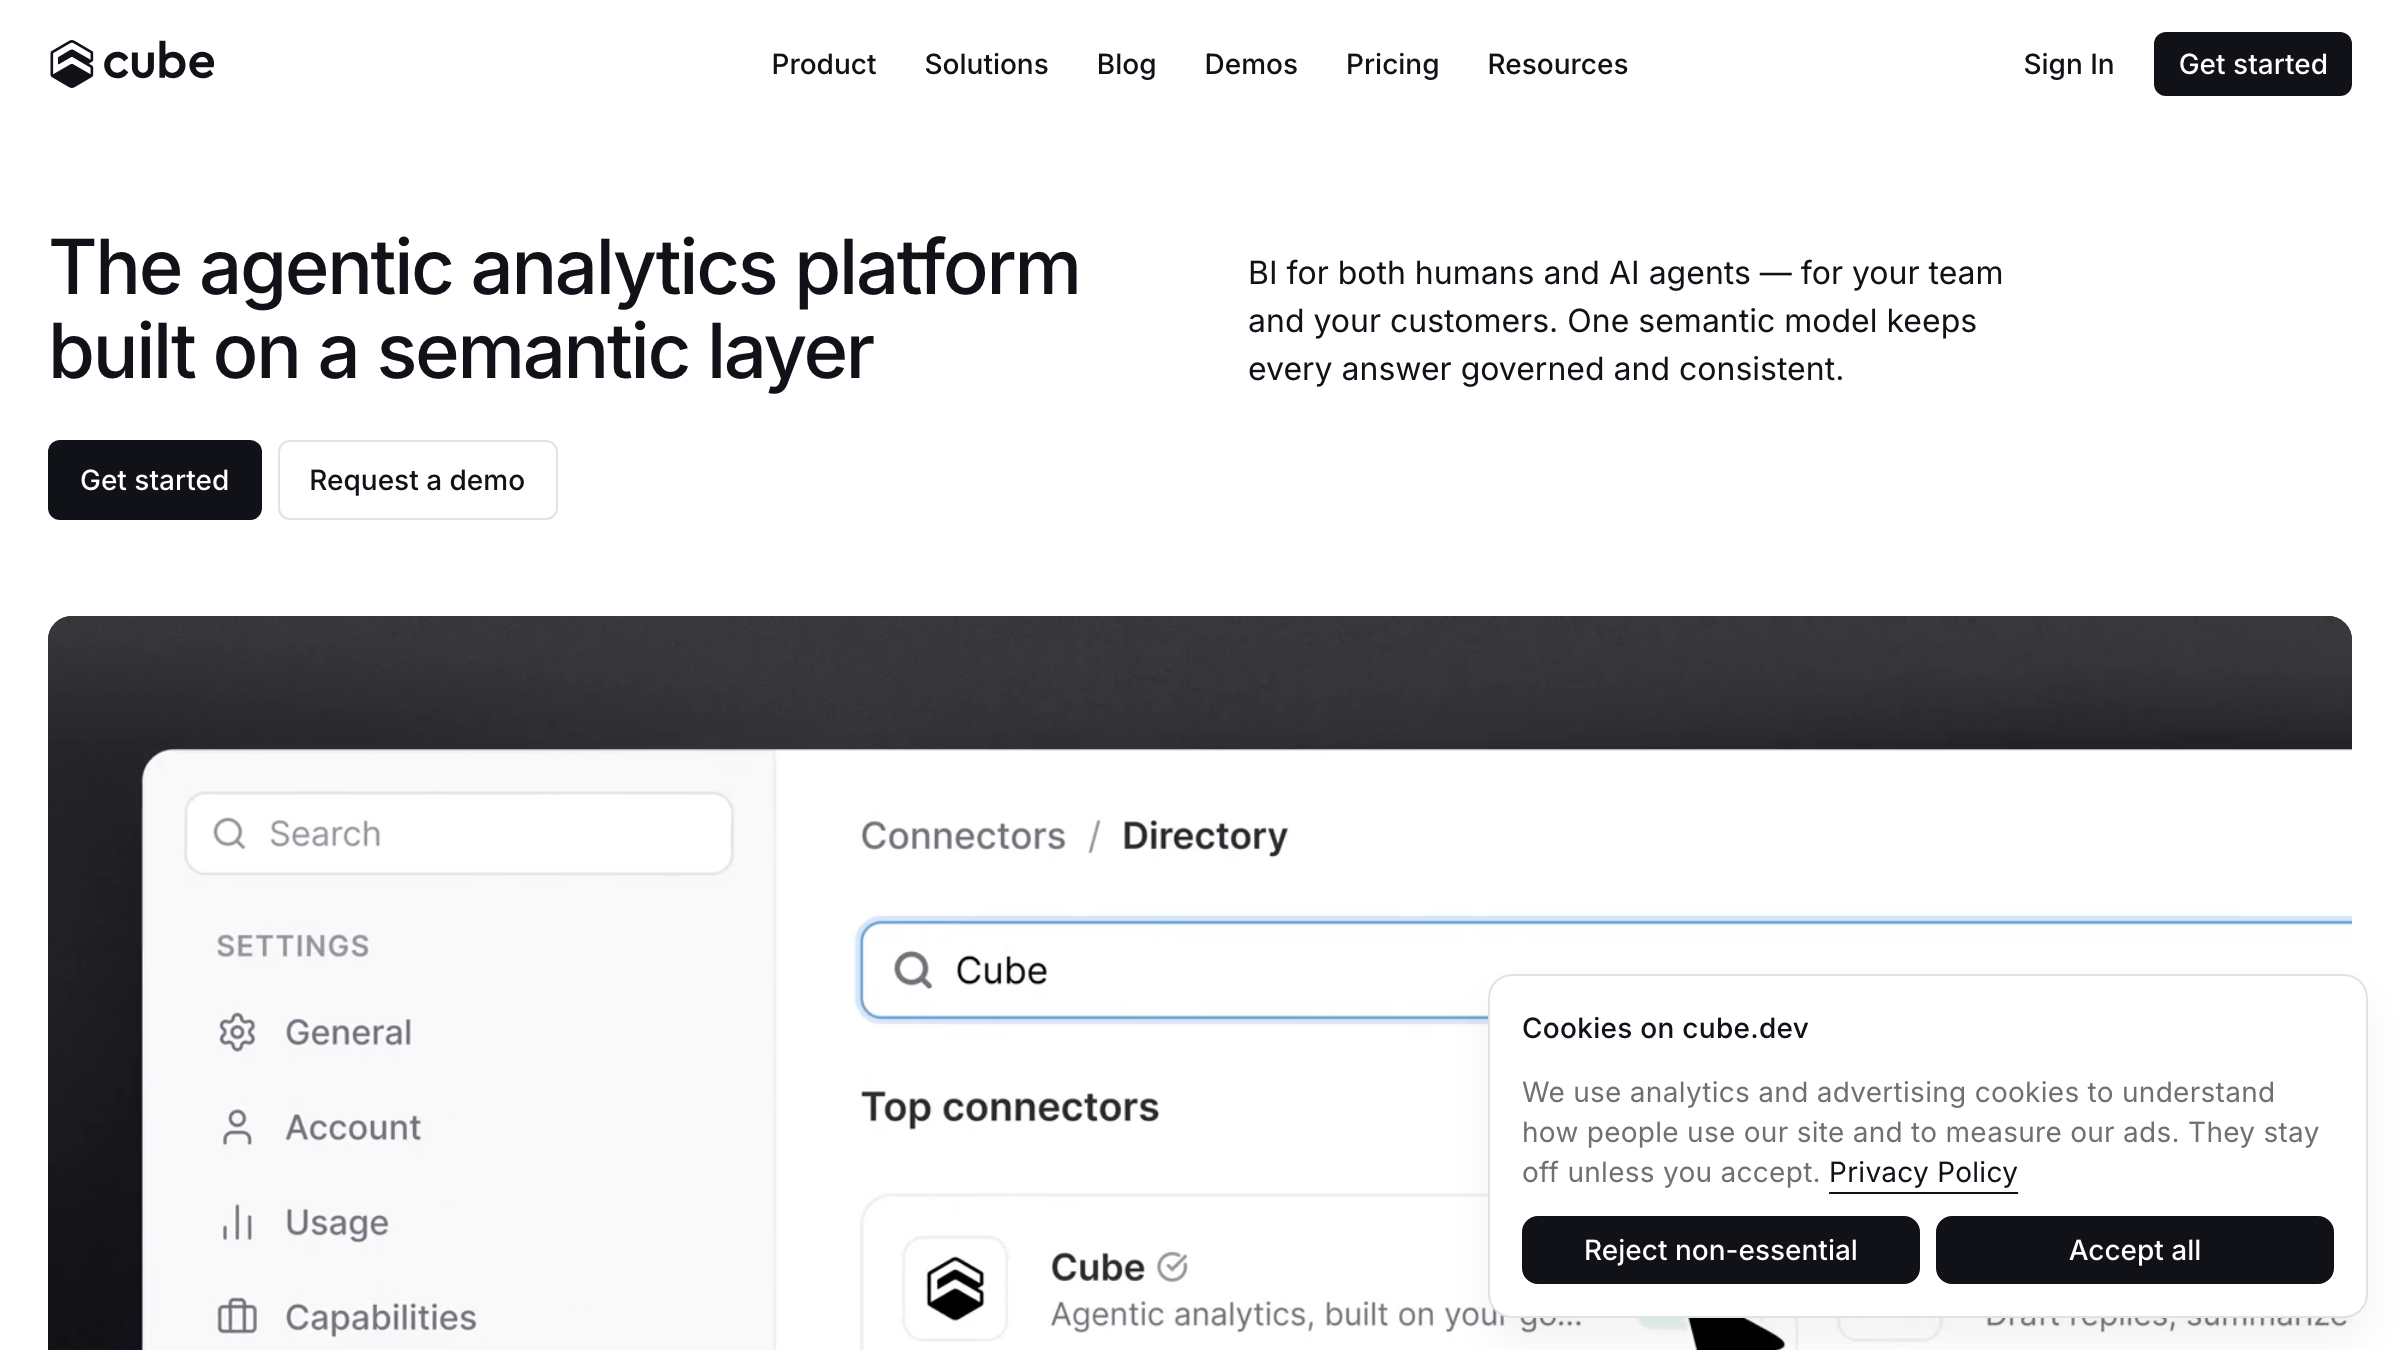 cube
Product
Solutions
Blog
Demos
Pricing
Resources
Sign In
Get started
The agentic analytics platform
built on a semantic layer
BI for both humans and AI agents — for your team
and your customers. One semantic model keeps
every answer governed and consistent.
Get started
Request a demo
Search
SETTINGS
General
Account
Usage
Capabilities
Connectors / Directory
Cube
Top connectors
Cube
Agentic analytics, built on your go...
Draft replies, summarize
Cookies on cube.dev
We use analytics and advertising cookies to understand
how people use our site and to measure our ads. They stay
off unless you accept. Privacy Policy
Reject non-essential
Accept all